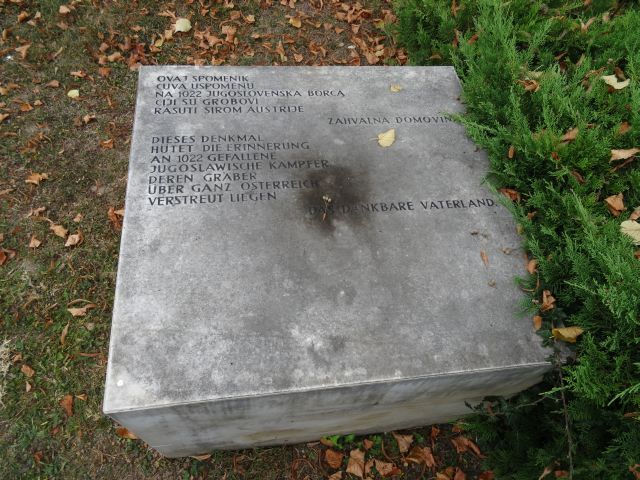 OVAJ SPOMENIK
ČUVA USPOMENU
NA 1022 JUGOSLOVENSKA BORCA
ČIJI SU GROBOVI
RASUTI ŠIROM AUSTRIJE
ZAHVALNA DOMOVINA
DIESES DENKMAL
HÜTET DIE ERINNERUNG
AN 1022 GEFALLENE
JUGOSLAWISCHE KÄMPFER
DEREN GRÄBER
ÜBER GANZ ÖSTERREICH
VERSTREUT LIEGEN
DAS DANKBARE VATERLAND.